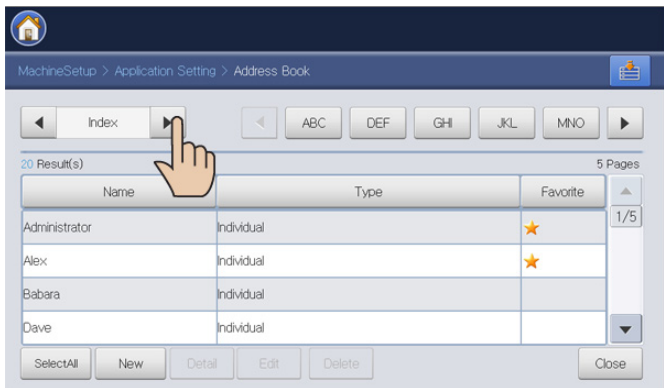 MachineSetup > Application Setting > Address Book
Index ABC DEF GHI JKL MNO
20 Result(s) 5 Pages
Name Type Favorite
1/5
Administrator Individual
Alex Individual
Babara Individual
Dave Individual
SelectAll New Detail Edit Delete Close